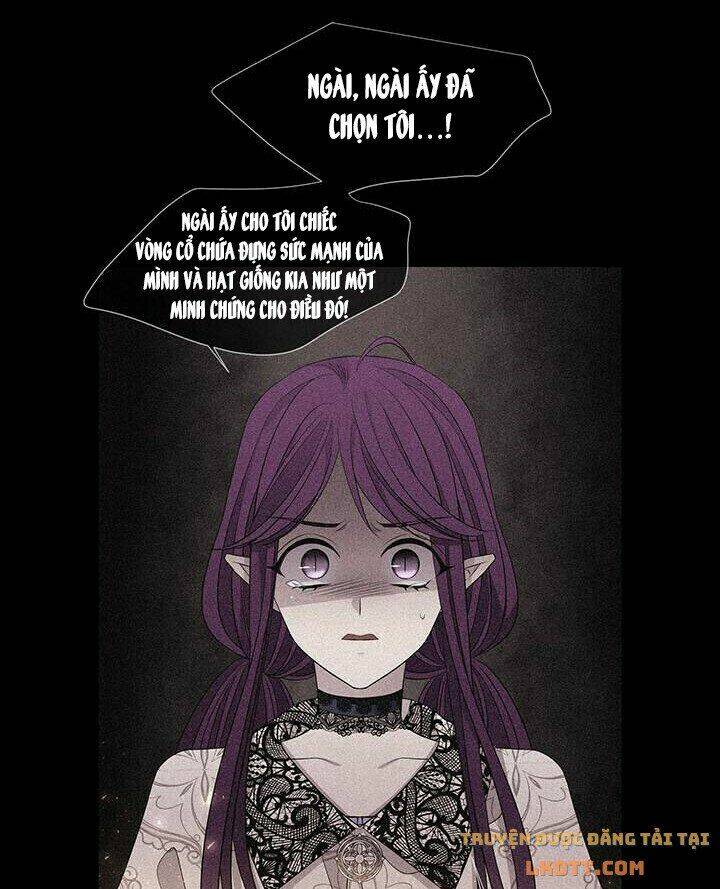 NGÀI, NGÀI ẤY ĐÃ
CHỌN TÔI...!
NGÀI ẤY CHO TÔI CHIẾC
VÒNG CỔ CHỨA ĐỰNG SỨC MẠNH CỦA
MÌNH VÀ HẠT GIỐNG KIA NHƯ MỘT
MINH CHỨNG CHO ĐIỀU ĐÓ!
TRUYỆN ĐƯỢC ĐĂNG TẢI TẠI
LKDTT.COM